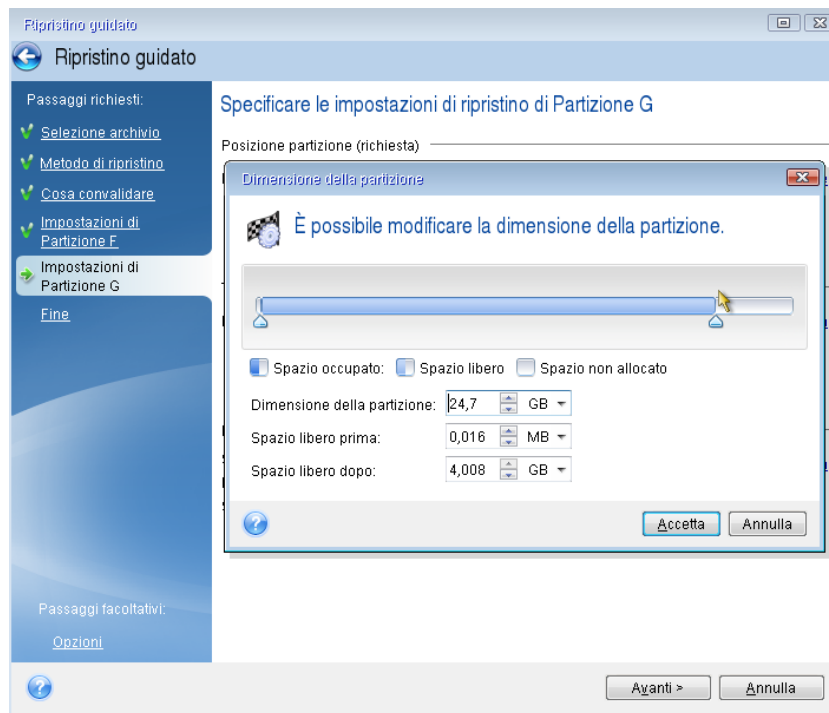 Ripristino guidato
Ripristino guidato
Passaggi richiesti:
Selezione archivio
Metodo di ripristino
Cosa convalidare
Impostazioni di
Partizione F
Impostazioni di
Partizione G
Fine
Passaggi facoltativi:
Opzioni
Specificare le impostazioni di ripristino di Partizione G
Posizione partizione (richiesta)
Dimensione della partizione
È possibile modificare la dimensione della partizione.
Spazio occupato: Spazio libero Spazio non allocato
Dimensione della partizione: 24,7 GB
Spazio libero prima: 0,016 MB
Spazio libero dopo: 4,008 GB
Accetta Annulla
Avanti > Annulla